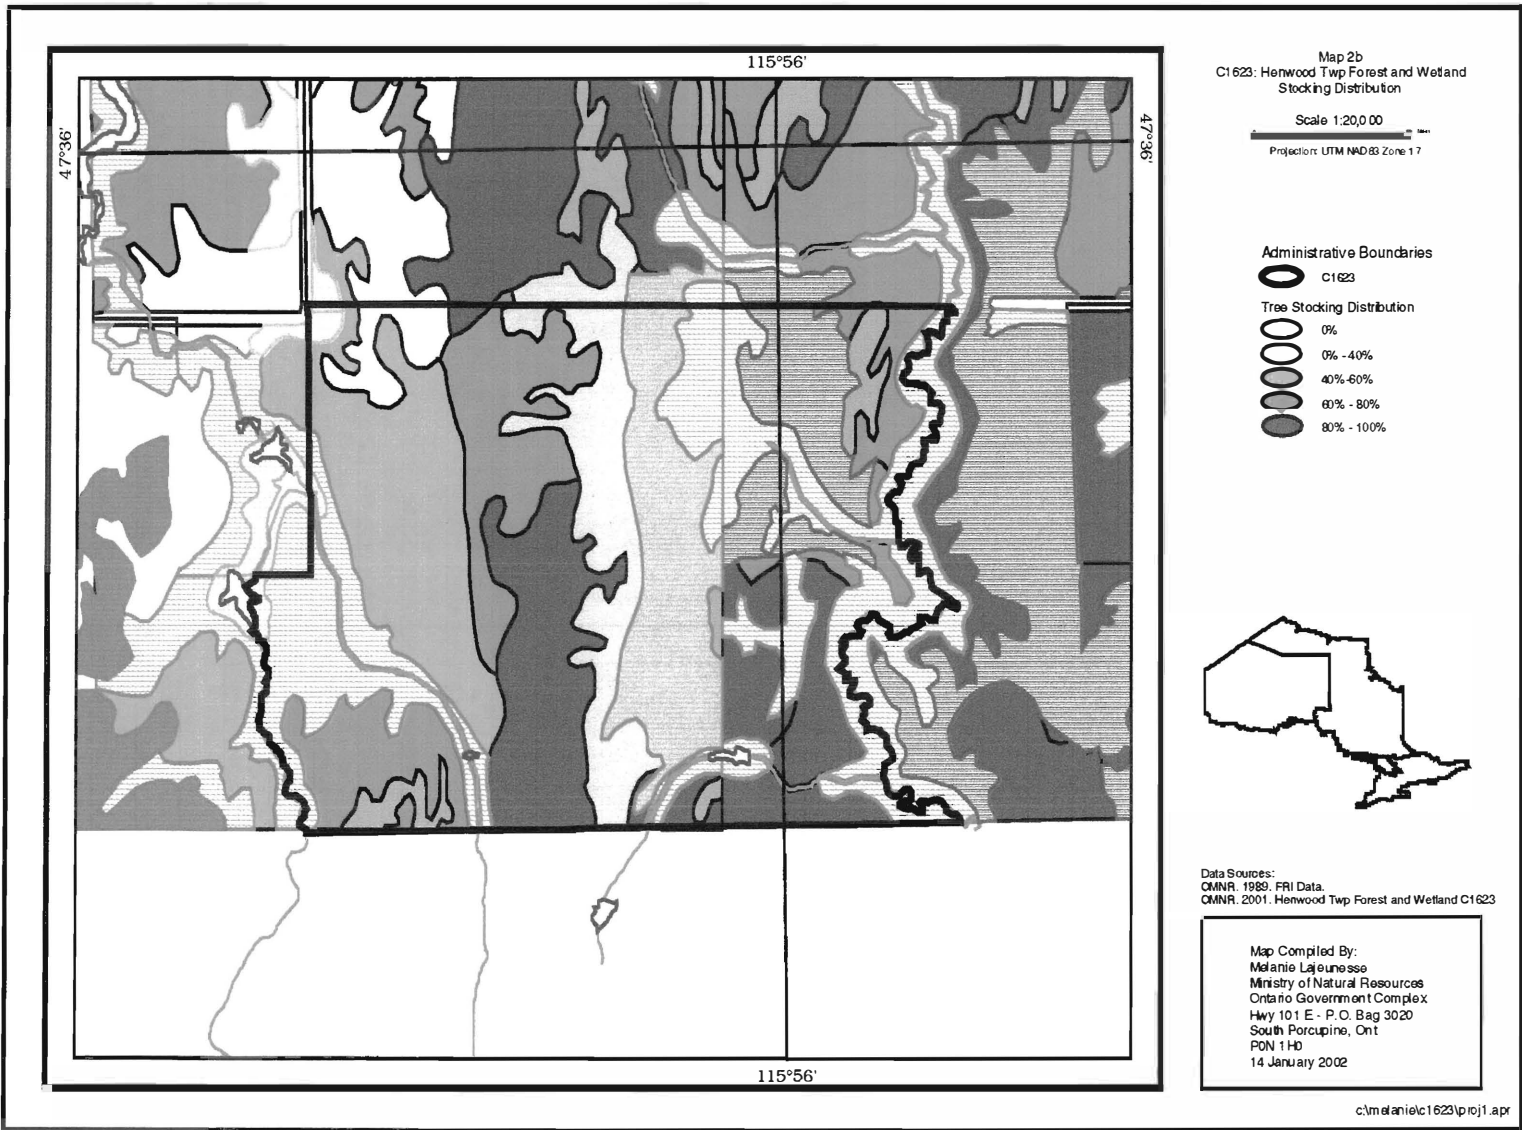 115°56'
47°36'
47°36'
115°56'
Map 2b
C1623: Henwood Twp Forest and Wetland
Stocking Distribution
Scale 1:20,000
Projection: UTM NAD83 Zone 17
Administrative Boundaries
C1623
Tree Stocking Distribution
0%
0% - 40%
40%-60%
60% - 80%
80% - 100%
Data Sources:
OMNR. 1989. FRI Data.
OMNR. 2001. Henwood Twp Forest and Wetland C1623
Map Compiled By:
Melanie Lajeunesse
Ministry of Natural Resources
Ontario Government Complex
Hwy 101 E - P.O. Bag 3020
South Porcupine, Ont
P0N 1H0
14 January 2002
c:\melanie\c1623\proj1.apr